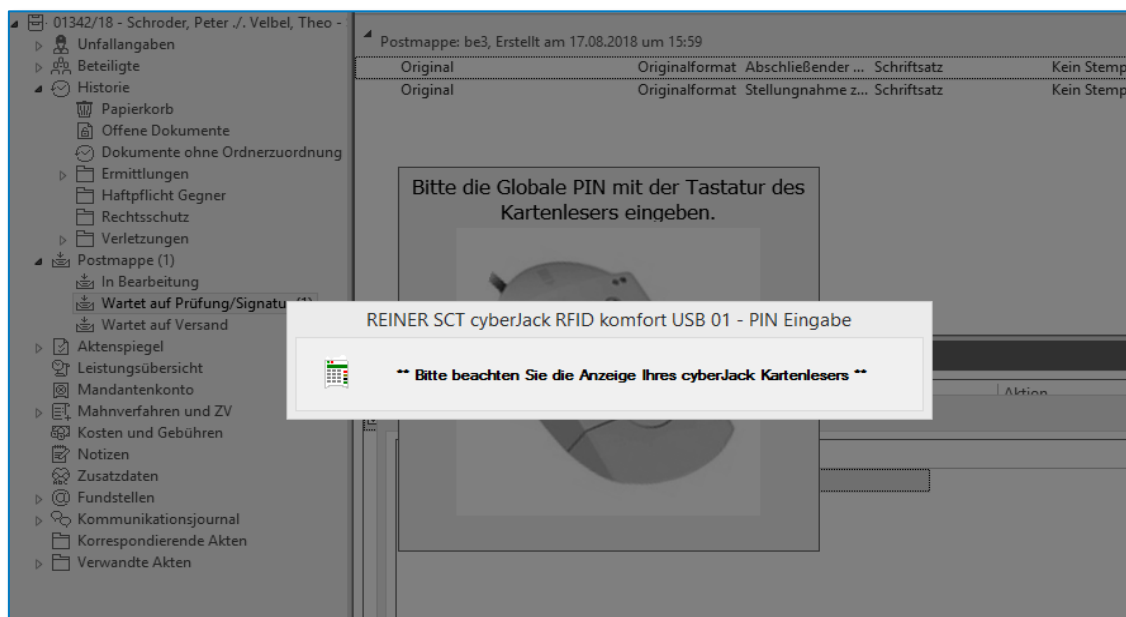 01342/18 - Schroder, Peter ./. Velbel, Theo -
Unfallangaben
Beteiligte
Historie
Papierkorb
Offene Dokumente
Dokumente ohne Ordnerzuordnung
Ermittlungen
Haftpflicht Gegner
Rechtsschutz
Verletzungen
Postmappe (1)
In Bearbeitung
Wartet auf Prüfung/Signatu
Wartet auf Versand
Aktenspiegel
Leistungsübersicht
Mandantenkonto
Mahnverfahren und ZV
Kosten und Gebühren
Notizen
Zusatzdaten
Fundstellen
Kommunikationsjournal
Korrespondierende Akten
Verwandte Akten
Postmappe: be3, Erstellt am 17.08.2018 um 15:59
Original Originalformat Abschließender ... Schriftsatz Kein Stemp
Original Originalformat Stellungnahme z... Schriftsatz Kein Stemp
Bitte die Globale PIN mit der Tastatur des
Kartenlesers eingeben.
REINER SCT cyberJack RFID komfort USB 01 - PIN Eingabe
** Bitte beachten Sie die Anzeige Ihres cyberJack Kartenlesers **
Aktion